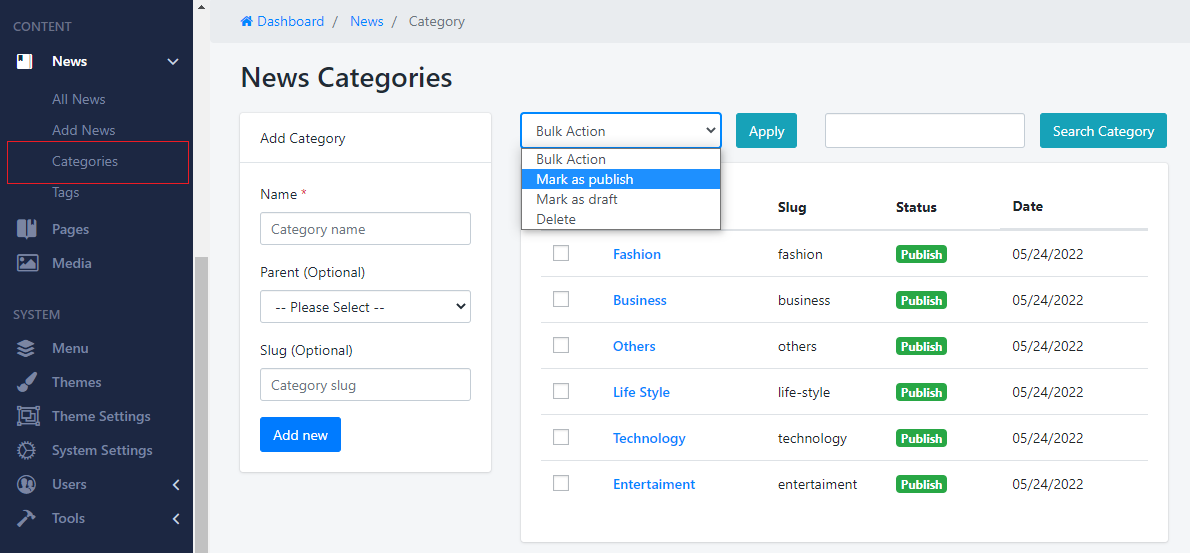 CONTENT
News
All News
Add News
Categories
Tags
Pages
Media
SYSTEM
Menu
Themes
Theme Settings
System Settings
Users
Tools
Dashboard / News / Category
News Categories
Add Category
Name *
Category name
Parent (Optional)
-- Please Select --
Slug (Optional)
Category slug
Add new
Bulk Action Apply Search Category
Bulk Action
Mark as publish
Mark as draft
Delete
Slug Status Date
Fashion fashion Publish 05/24/2022
Business business Publish 05/24/2022
Others others Publish 05/24/2022
Life Style life-style Publish 05/24/2022
Technology technology Publish 05/24/2022
Entertaiment entertaiment Publish 05/24/2022